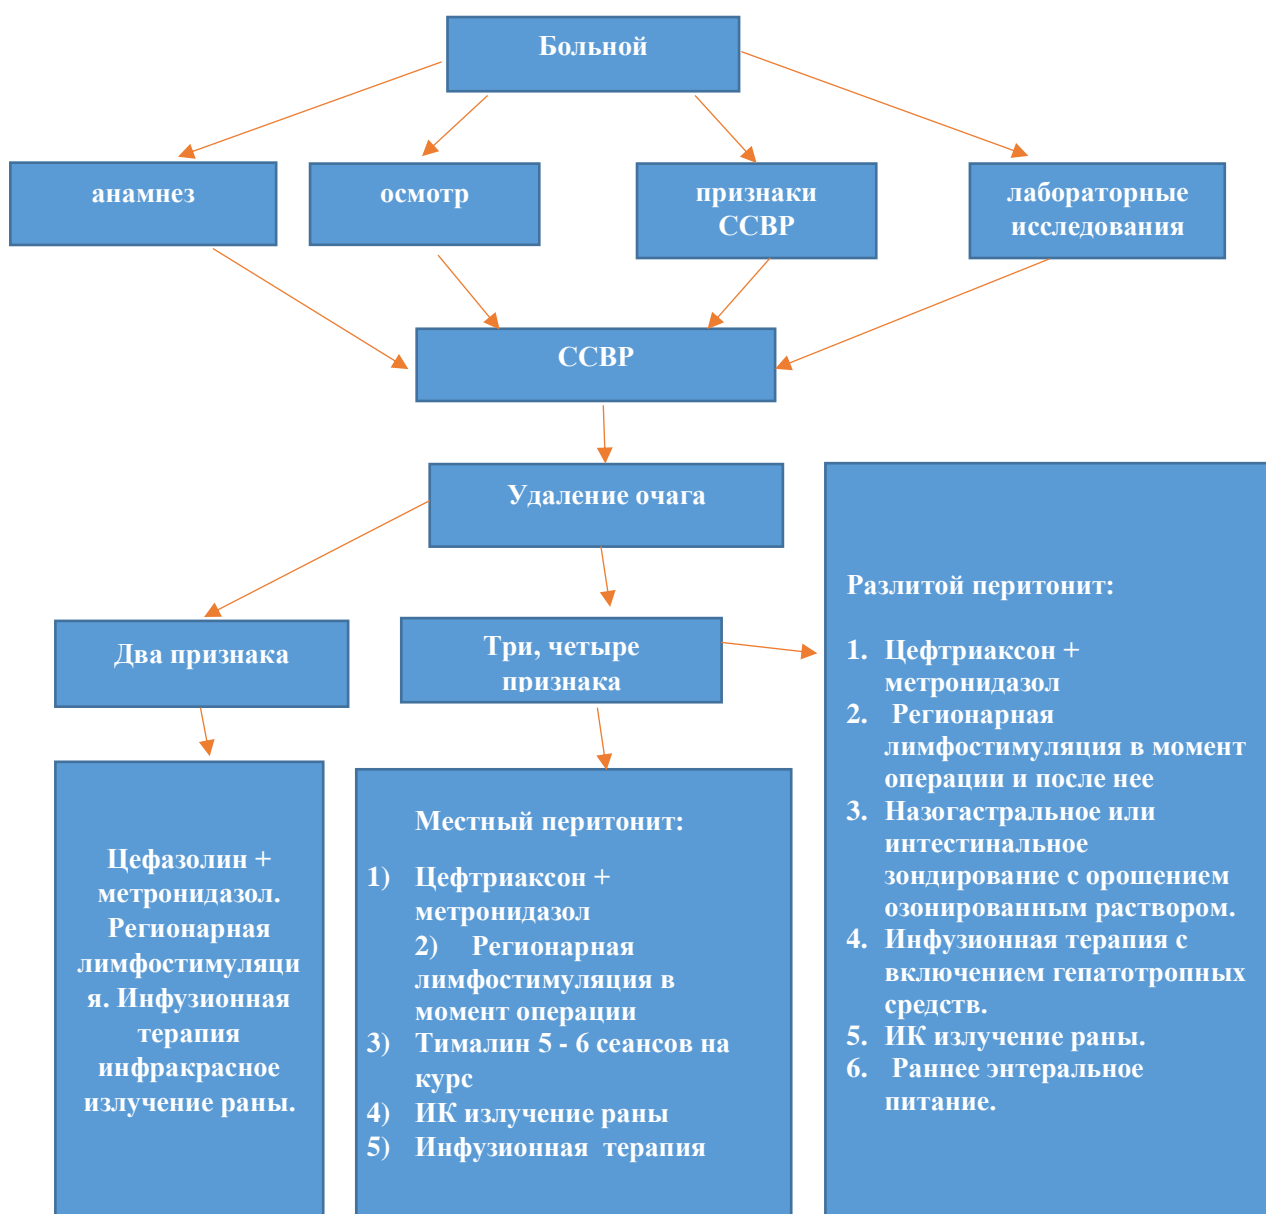 Больной
анамнез
осмотр
признаки
ССВР
лабораторные
исследования
ССВР
Удаление очага
Два признака
Три, четыре
признака
Цефазолин +
метронидазол.
Регионарная
лимфостимуляци
я. Инфузионная
терапия
инфракрасное
излучение раны.
Местный перитонит:
1) Цефтриаксон +
метронидазол
2) Регионарная
лимфостимуляция в
момент операции
3) Тималин 5 - 6 сеансов на
курс
4) ИК излучение раны
5) Инфузионная терапия
Разлитой перитонит:
1. Цефтриаксон +
метронидазол
2. Регионарная
лимфостимуляция в момент
операции и после нее
3. Назогастральное или
интестинальное
зондирование с орошением
озонированным раствором.
4. Инфузионная терапия с
включением гепатотропных
средств.
5. ИК излучение раны.
6. Раннее энтеральное
питание.